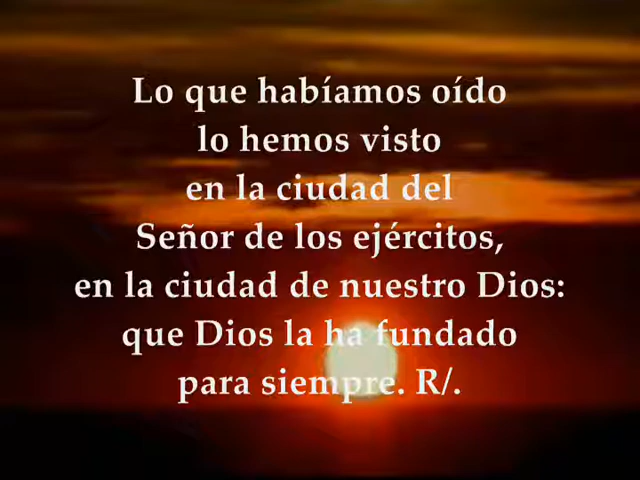 Lo que habíamos oído
lo hemos visto
en la ciudad del
Señor de los ejércitos,
en la ciudad de nuestro Dios:
que Dios la ha fundado
para siempre. R/.